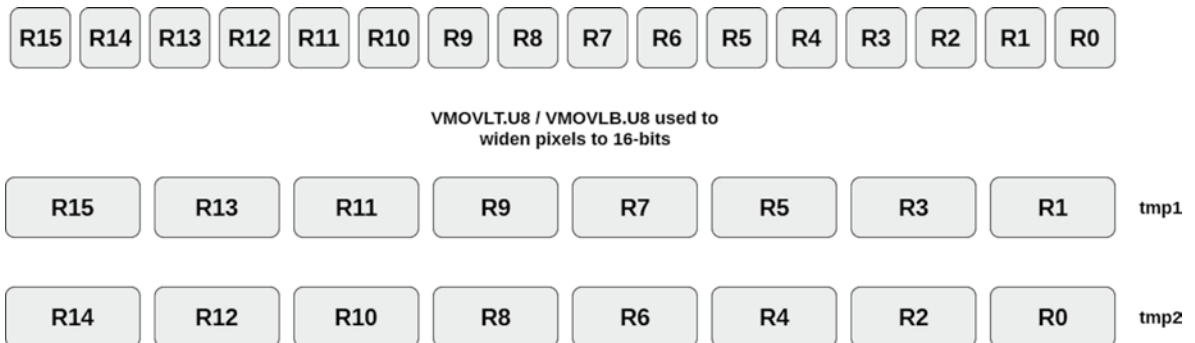 R15 R14 R13 R12 R11 R10 R9 R8 R7 R6 R5 R4 R3 R2 R1 R0
VMOVLT.U8 / VMOVLB.U8 used to
widen pixels to 16-bits
R15 R13 R11 R9 R7 R5 R3 R1 tmp1
R14 R12 R10 R8 R6 R4 R2 R0 tmp2